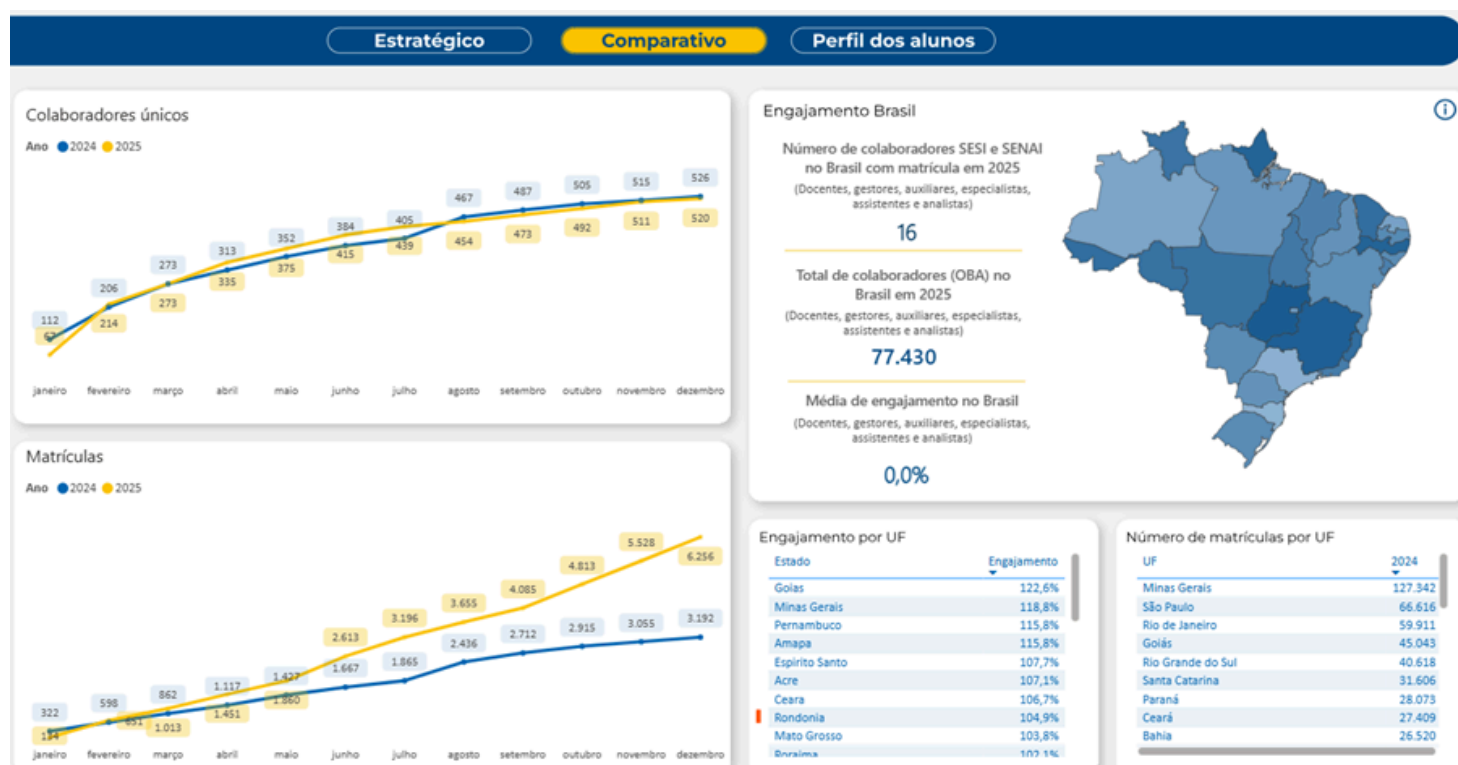 Estratégico
Comparativo
Perfil dos alunos
Colaboradores únicos
Ano 2024 2025
112
206
273
313
352
384
405
467
487
505
515
526
214
273
335
375
415
439
454
473
492
511
520
janeiro fevereiro março abril maio junho julho agosto setembro outubro novembro dezembro
Matrículas
Ano 2024 2025
322
598
862
1.117
1.427
1.667
1.865
2.436
2.712
2.915
3.055
3.192
1.013
1.451
1.860
2.613
3.196
3.655
4.085
4.813
5.528
6.256
janeiro fevereiro março abril maio junho julho agosto setembro outubro novembro dezembro
Engajamento Brasil
Número de colaboradores SESI e SENAI
no Brasil com matrícula em 2025
(Docentes, gestores, auxiliares, especialistas,
assistentes e analistas)
16
Total de colaboradores (OBA) no
Brasil em 2025
(Docentes, gestores, auxiliares, especialistas,
assistentes e analistas)
77.430
Média de engajamento no Brasil
(Docentes, gestores, auxiliares, especialistas,
assistentes e analistas)
0,0%
Engajamento por UF
Estado Engajamento
Goias 122,6%
Minas Gerais 118,8%
Pernambuco 115,8%
Amapa 115,8%
Espirito Santo 107,7%
Acre 107,1%
Ceara 106,7%
Rondonia 104,9%
Mato Grosso 103,8%
Roraima 102,1%
Número de matrículas por UF
UF 2024
Minas Gerais 127.342
São Paulo 66.616
Rio de Janeiro 59.911
Goiás 45.043
Rio Grande do Sul 40.618
Santa Catarina 31.606
Paraná 28.073
Ceará 27.409
Bahia 26.520